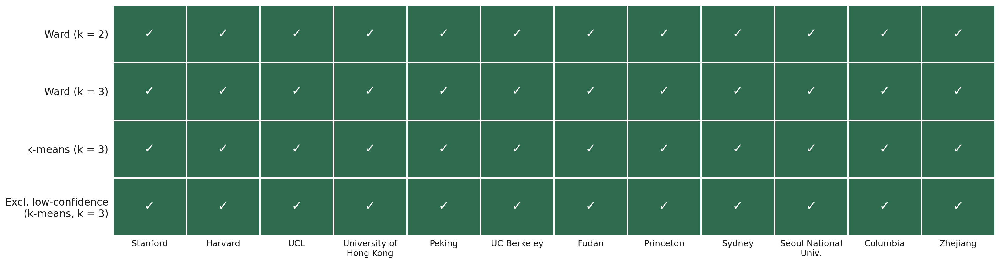 Ward (k = 2)
✓ ✓ ✓ ✓ ✓ ✓ ✓ ✓ ✓ ✓ ✓ ✓
Ward (k = 3)
✓ ✓ ✓ ✓ ✓ ✓ ✓ ✓ ✓ ✓ ✓ ✓
k-means (k = 3)
✓ ✓ ✓ ✓ ✓ ✓ ✓ ✓ ✓ ✓ ✓ ✓
Excl. low-confidence
(k-means, k = 3)
✓ ✓ ✓ ✓ ✓ ✓ ✓ ✓ ✓ ✓ ✓ ✓
Stanford
Harvard
UCL
University of
Hong Kong
Peking
UC Berkeley
Fudan
Princeton
Sydney
Seoul National
Univ.
Columbia
Zhejiang